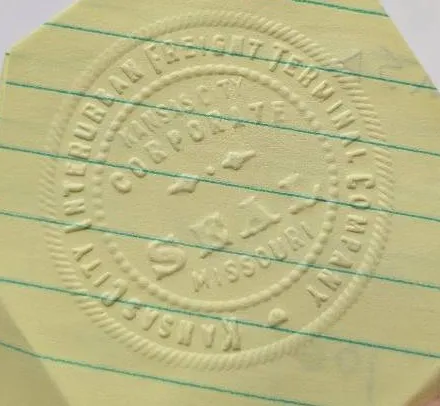 KANSAS CITY INTERURBAN FREIGHT TERMINAL COMPANY
KANSAS CITY
CORPORATE
SEAL
MISSOURI